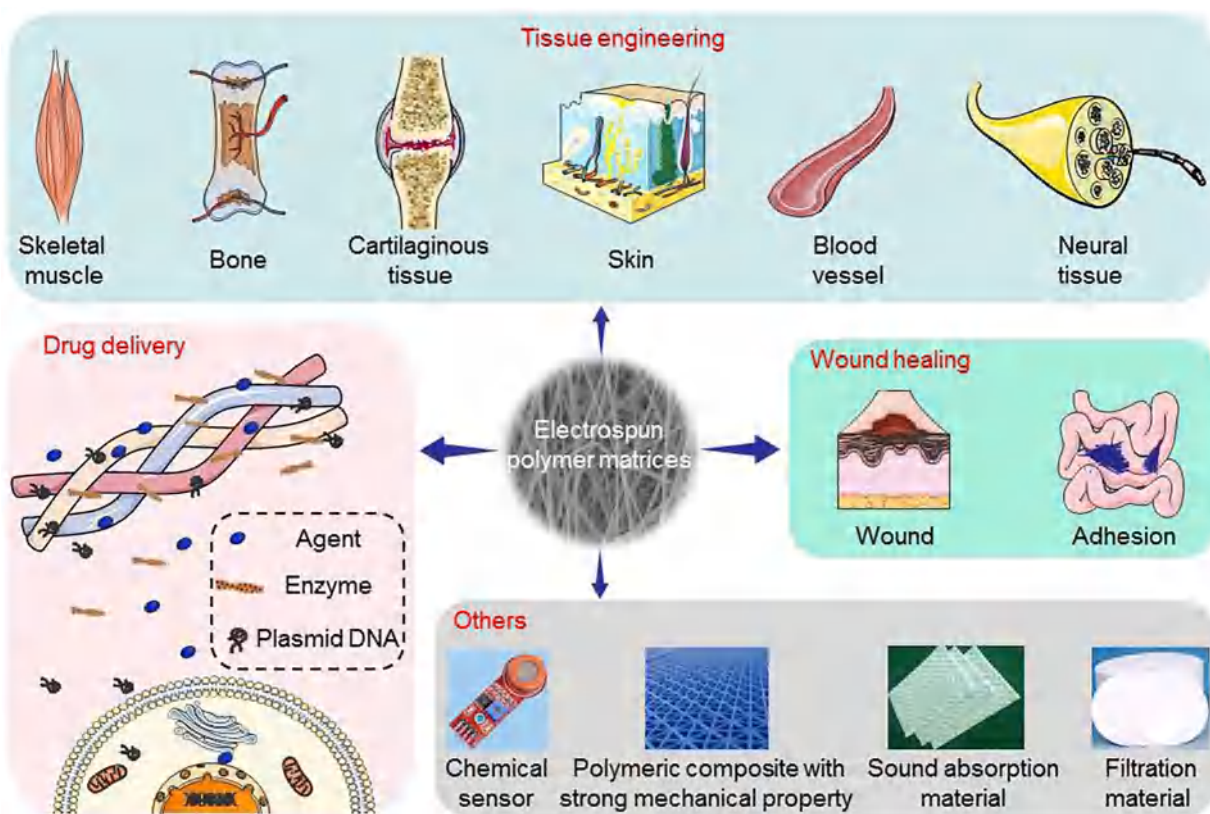 Tissue engineering
Skeletal
muscle
Bone
Cartilaginous
tissue
Skin
Blood
vessel
Neural
tissue
Drug delivery
Agent
Enzyme
Plasmid DNA
Electrospun
polymer matrices
Wound healing
Wound
Adhesion
Others
Chemical
sensor
Polymeric composite with
strong mechanical property
Sound absorption
material
Filtration
material